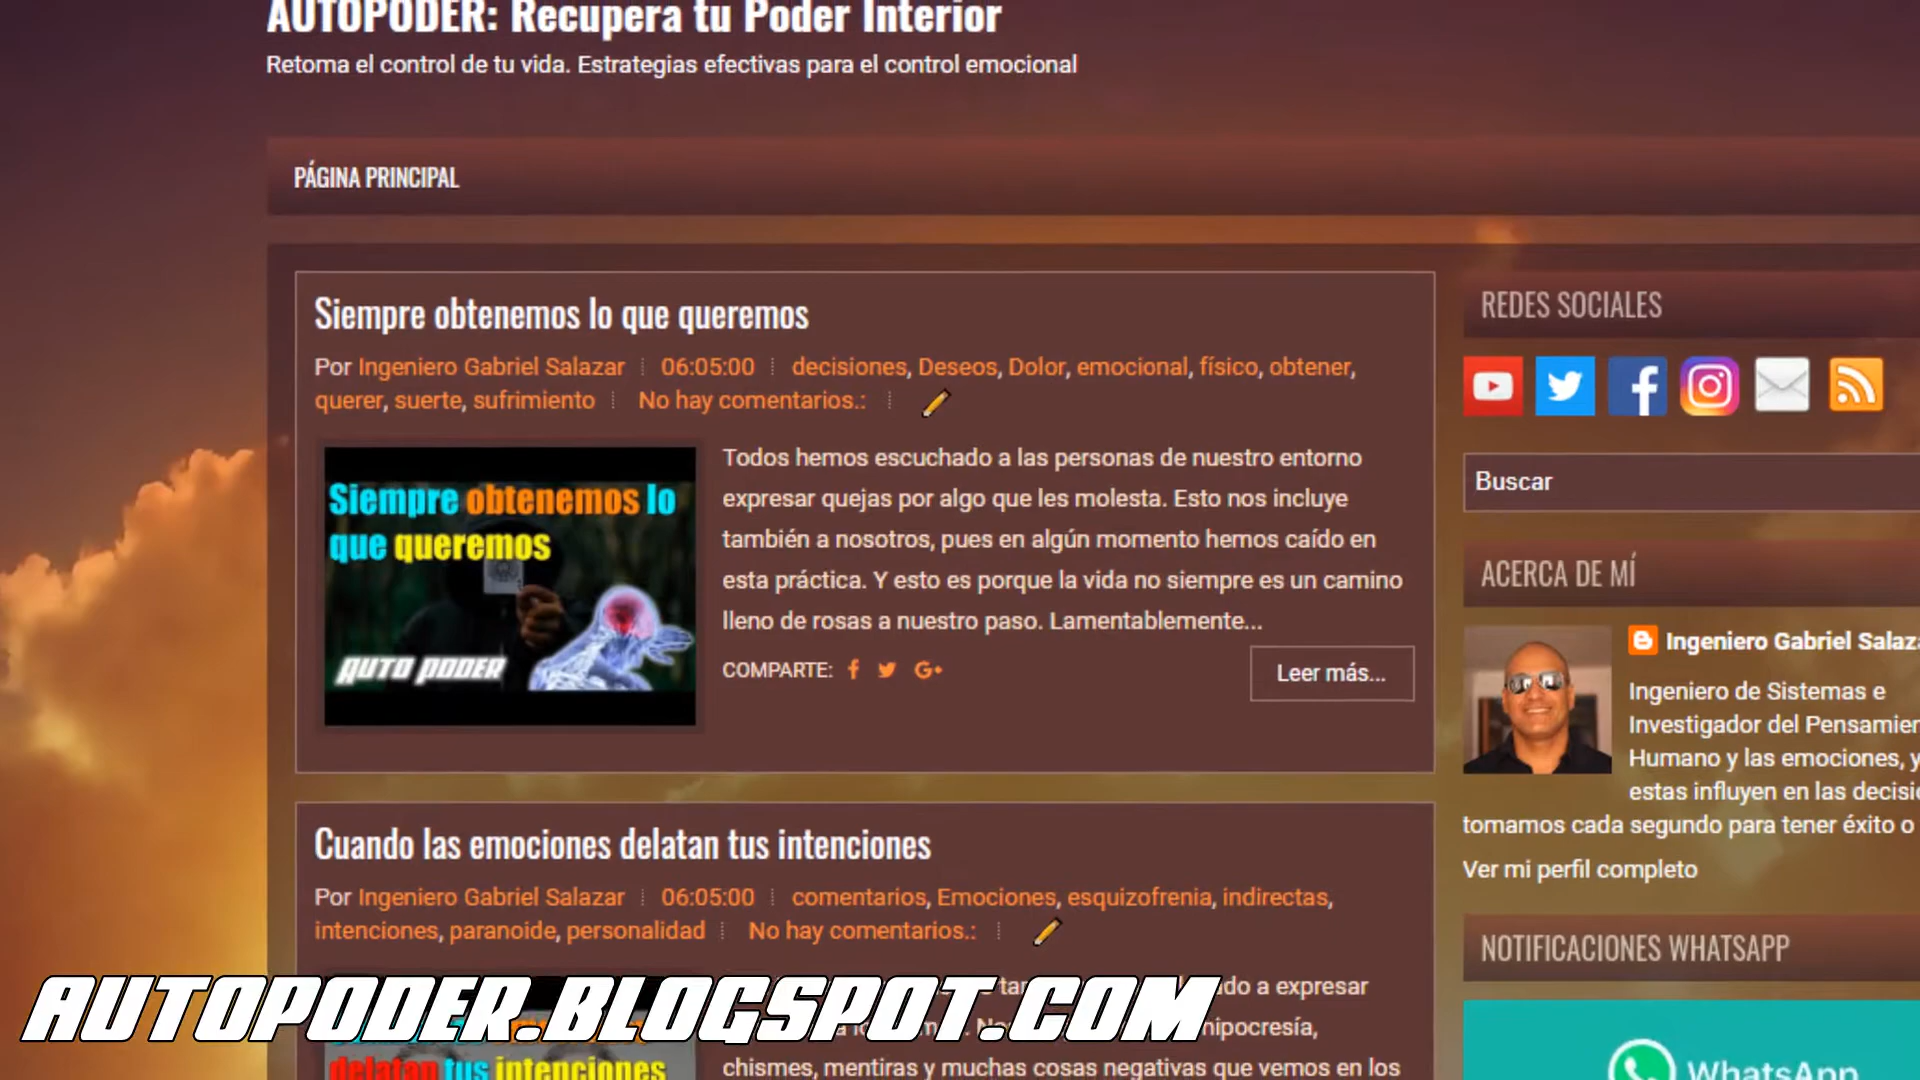 AUTOPODER: Recupera tu Poder Interior
Retoma el control de tu vida. Estrategias efectivas para el control emocional
PÁGINA PRINCIPAL
Siempre obtenemos lo que queremos
Por Ingeniero Gabriel Salazar 06:05:00 decisiones, Deseos, Dolor, emocional, físico, obtener,
querer, suerte, sufrimiento No hay comentarios.:
Siempre obtenemos lo
que queremos
AUTO PODER
Todos hemos escuchado a las personas de nuestro entorno
expresar quejas por algo que les molesta. Esto nos incluye
también a nosotros, pues en algún momento hemos caído en
esta práctica. Y esto es porque la vida no siempre es un camino
lleno de rosas a nuestro paso. Lamentablemente...
COMPARTE: f G+
Leer más...
Cuando las emociones delatan tus intenciones
Por Ingeniero Gabriel Salazar 06:05:00 comentarios, Emociones, esquizofrenia, indirectas,
intenciones, paranoide, personalidad No hay comentarios.:
a expresar
hipocresía,
chismes, mentiras y muchas cosas negativas que vemos en los
delatan tus intenciones
AUTOPODER.BLOGSPOT.COM
REDES SOCIALES
Buscar
ACERCA DE MÍ
Ingeniero Gabriel Salaza
Ingeniero de Sistemas e
Investigador del Pensamien
Humano y las emociones, y
estas influyen en las decisi
tomamos cada segundo para tener éxito o
Ver mi perfil completo
NOTIFICACIONES WHATSAPP
WhatsApp